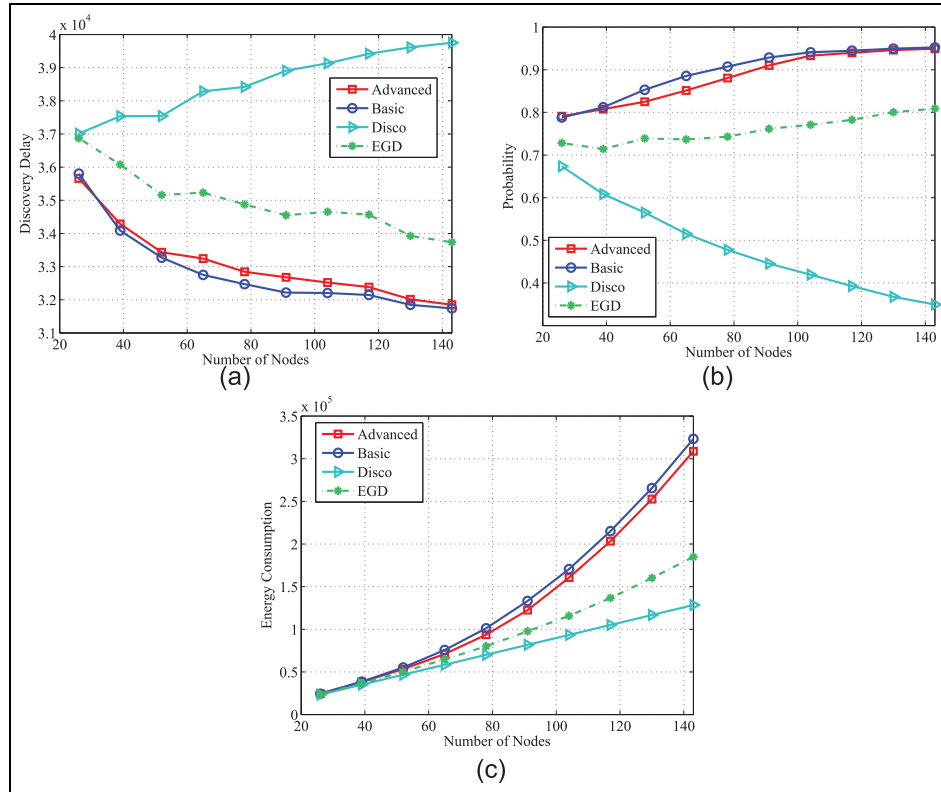 x 10⁴
4
3.9
3.8
3.7
3.6
3.5
3.4
3.3
3.2
3.1
Discovery Delay
Advanced
Basic
Disco
EGD
20 40 60 80 100 120 140
Number of Nodes
(a)
1
0.9
0.8
0.7
0.6
0.5
0.4
Probability
Advanced
Basic
Disco
EGD
20 40 60 80 100 120 140
Number of Nodes
(b)
x 10⁵
3.5
3
2.5
2
1.5
1
0.5
0
Energy Consumption
Advanced
Basic
Disco
EGD
20 40 60 80 100 120 140
Number of Nodes
(c)